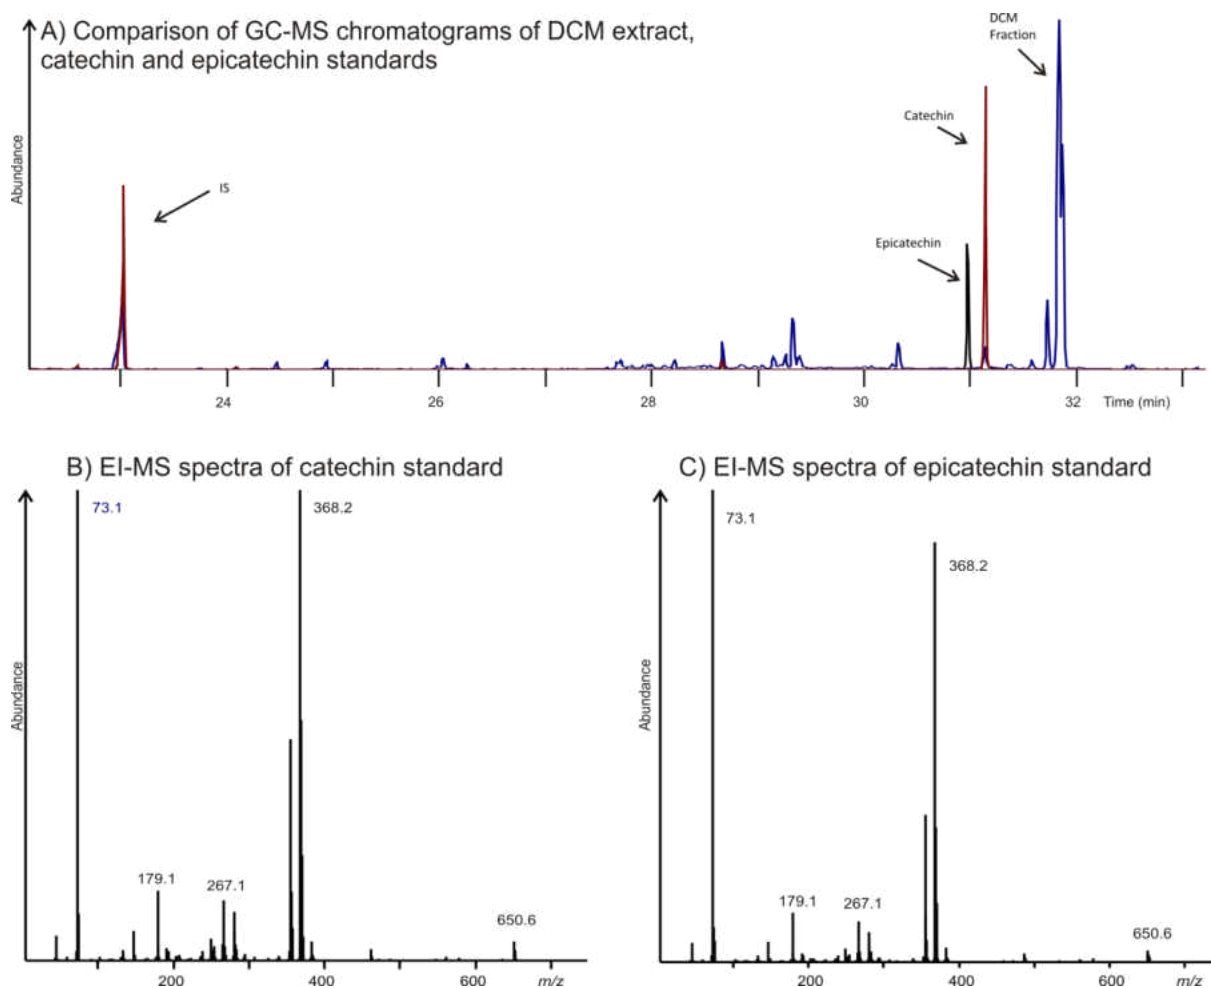 A) Comparison of GC-MS chromatograms of DCM extract,
catechin and epicatechin standards
DCM
Fraction
Catechin
Epicatechin
IS
Abundance
24
26
28
30
32
Time (min)
B) EI-MS spectra of catechin standard
73.1
368.2
179.1
267.1
650.6
Abundance
200
400
600
m/z
C) EI-MS spectra of epicatechin standard
73.1
368.2
179.1
267.1
650.6
Abundance
200
400
600
m/z